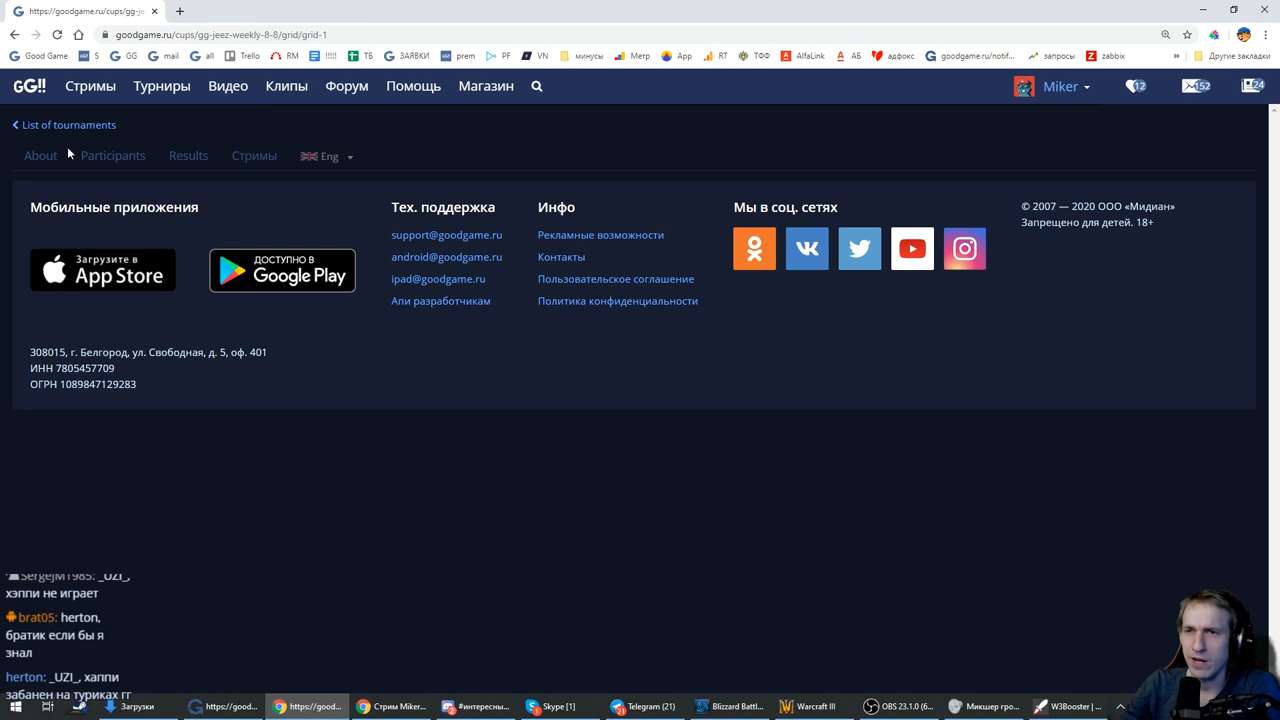 https://goodgame.ru/cups/gg-je
goodgame.ru/cups/gg-jeez-weekly-8-8/grid/grid-1
Good Game S GG mail all Trello RM !!!!! ТБ ЗАЯВКИ prem PF VN минусы Метр App RT ТФФ AlfaLink АБ адфокс goodgame.ru/notif... запросы zabbix » Другие закладки
GG!! Стримы Турниры Видео Клипы Форум Помощь Магазин Miker 12 152 24
List of tournaments
About Participants Results Стримы Eng
Мобильные приложения
Загрузите в
App Store
ДОСТУПНО В
Google Play
Тех. поддержка
support@goodgame.ru
android@goodgame.ru
ipad@goodgame.ru
Апи разработчикам
Инфо
Рекламные возможности
Контакты
Пользовательское соглашение
Политика конфиденциальности
Мы в соц. сетях
© 2007 — 2020 ООО «Мидиан»
Запрещено для детей. 18+
308015, г. Белгород, ул. Свободная, д. 5, оф. 401
ИНН 7805457709
ОГРН 1089847129283
sergejM1985: _UZI_,
хэппи не играет
brat05: herton,
братик если бы я
знал
herton: _UZI_, хаппи
забанен на туриках гг
Загрузки https://good... https://good... Стрим Miker... #интересны... Skype [1] Telegram (21) Blizzard Battl... Warcraft III OBS 23.1.0 (6... Микшер гро... W3Booster | ...